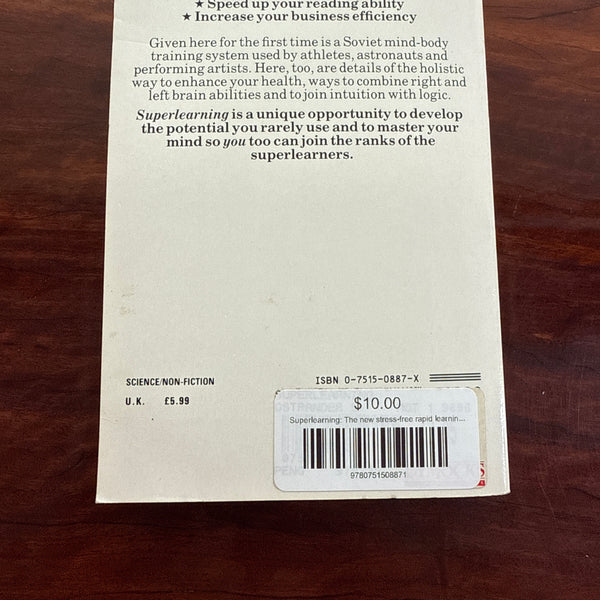 ★ Speed up your reading ability
★ Increase your business efficiency
Given here for the first time is a Soviet mind-body
training system used by athletes, astronauts and
performing artists. Here, too, are details of the holistic
way to enhance your health, ways to combine right and
left brain abilities and to join intuition with logic.
Superlearning is a unique opportunity to develop
the potential you rarely use and to master your
mind so you too can join the ranks of the
superlearners.
SCIENCE/NON-FICTION
ISBN 0-7515-0887-X
U.K. £5.99
$10.00
Superlearning: The new stress-free rapid learnin...
9780751508871